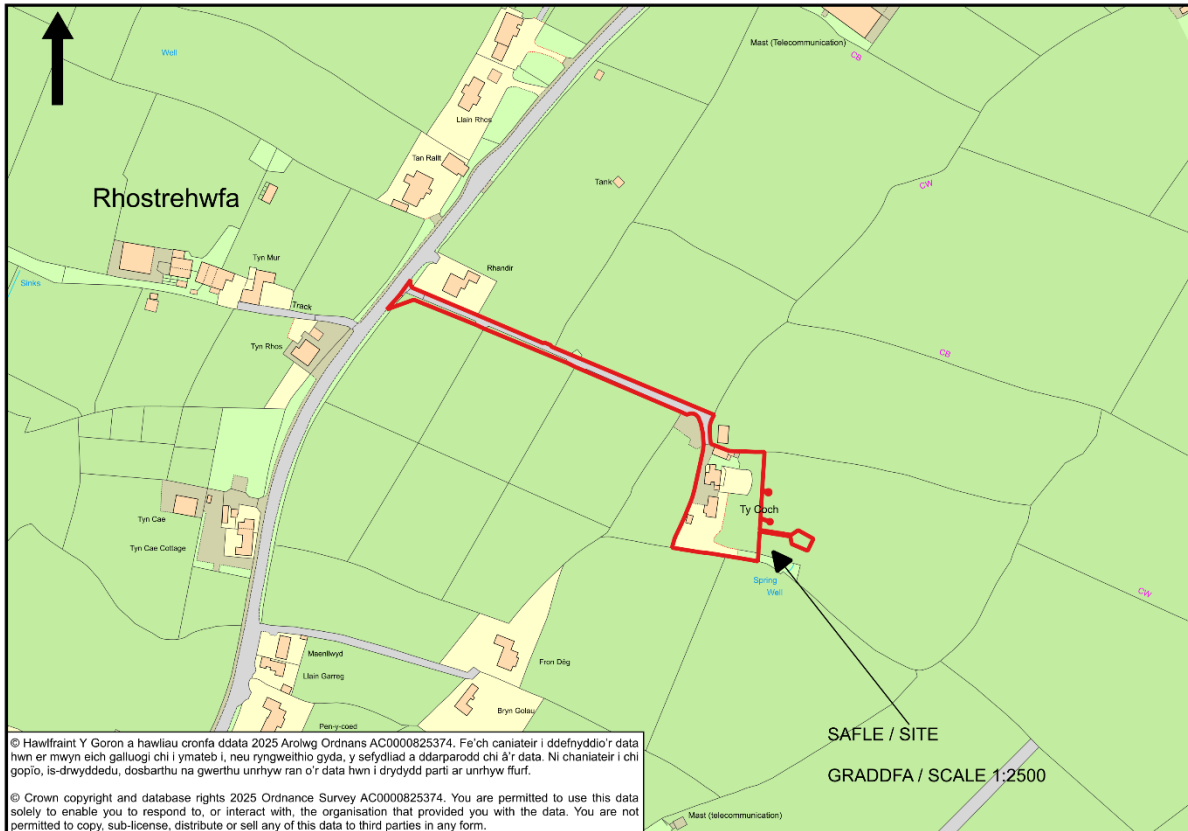 Mast (Telecommunication)
CB
Well
Llain Rhos
Tan Rallt
Tank
CW
Rhostrehwfa
Tyn Mur
Rhandir
Sinks
Track
Tyn Rhos
CB
Ty Coch
Tyn Cae
Tyn Cae Cottage
Spring
Well
CW
Maenllwyd
Fron Dêg
Llain Garreg
Bryn Golau
Pen-y-coed
SAFLE / SITE
GRADDFA / SCALE 1:2500
© Hawlfraint Y Goron a hawliau cronfa ddata 2025 Arolwg Ordnans AC0000825374. Fe'ch caniateir i ddefnyddio'r data
hwn er mwyn eich galluogi chi i ymateb i, neu ryngweithio gyda, y sefydliad a ddarparodd chi â'r data. Ni chaniateir i chi
gopïo, is-drwyddedu, dosbarthu na gwerthu unrhyw ran o'r data hwn i drydydd parti ar unrhyw ffurf.
© Crown copyright and database rights 2025 Ordnance Survey AC0000825374. You are permitted to use this data
solely to enable you to respond to, or interact with, the organisation that provided you with the data. You are not
permitted to copy, sub-license, distribute or sell any of this data to third parties in any form.
Mast (telecommunication)